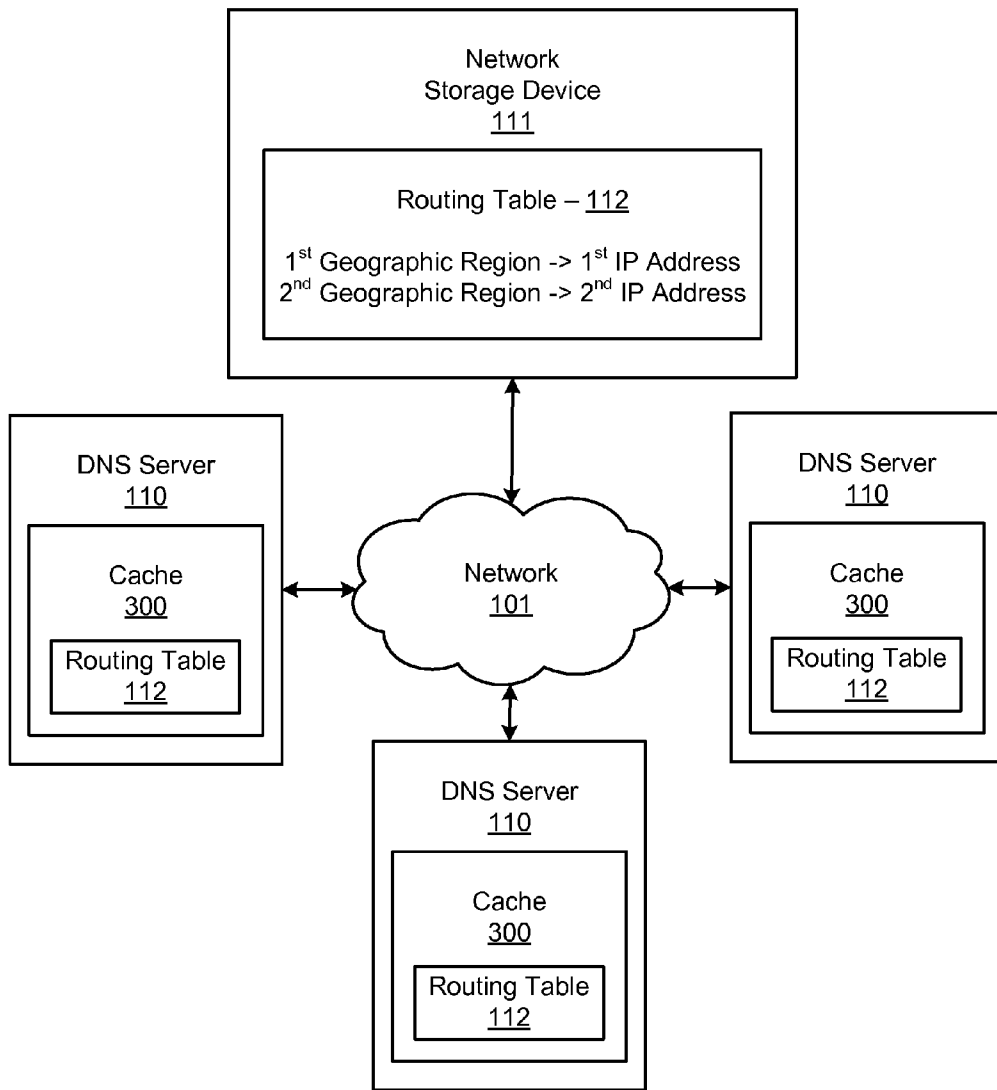 Network
Storage Device
111
Routing Table – 112
1st Geographic Region -> 1st IP Address
2nd Geographic Region -> 2nd IP Address
DNS Server
110
Cache
300
Routing Table
112
Network
101
DNS Server
110
Cache
300
Routing Table
112
DNS Server
110
Cache
300
Routing Table
112